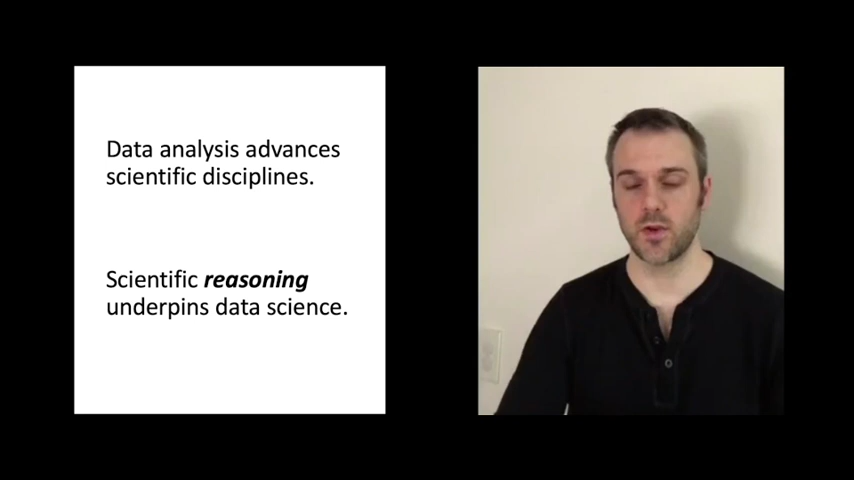 Data analysis advances
scientific disciplines.
Scientific reasoning
underpins data science.